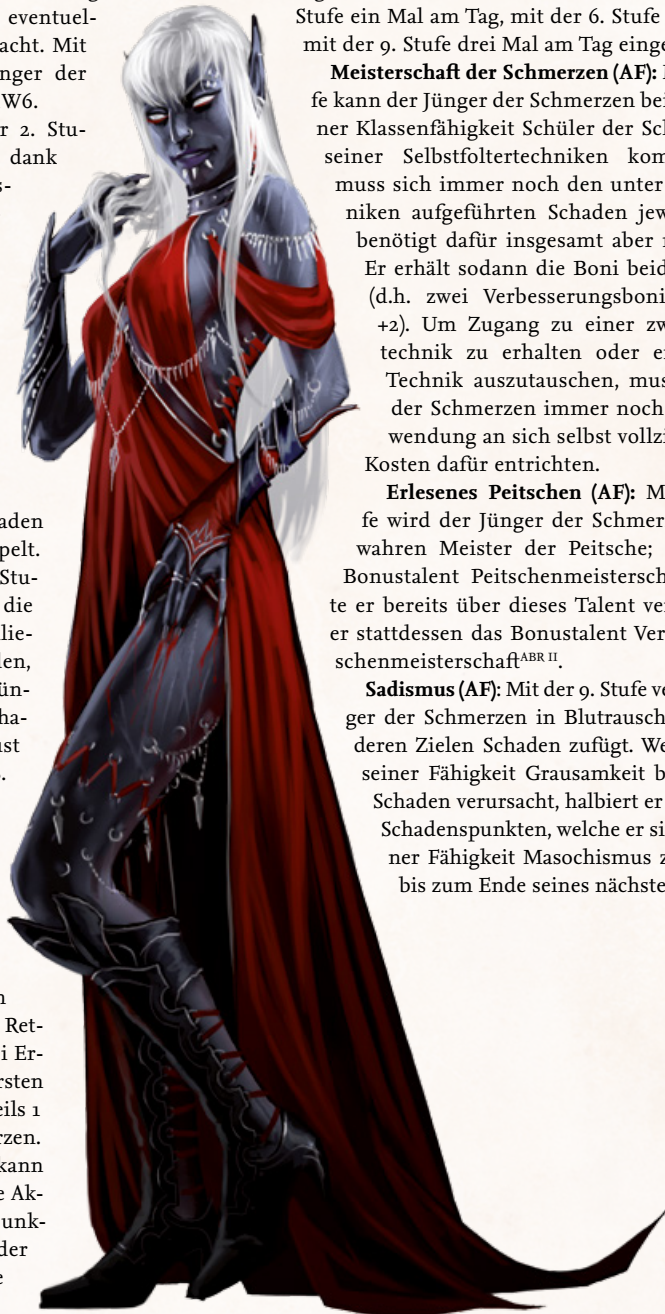 eventuel-
acht. Mit
nger der
W6.
r 2. Stu-
dank
s-
aden
pelt.
Stu-
die
lie-
len,
ün-
ha-
ust
n
Ret-
i Er-
rsten
eils 1
rzen.
kann
e Ak-
unk-
der
e
Stufe ein Mal am Tag, mit der 6. Stufe
mit der 9. Stufe drei Mal am Tag einge
Meisterschaft der Schmerzen (AF):
fe kann der Jünger der Schmerzen bei
ner Klassenfähigkeit Schüler der Sch
seiner Selbstfoltertechniken kom
muss sich immer noch den unter
niken aufgeführten Schaden jew
benötigt dafür insgesamt aber
Er erhält sodann die Boni beid
(d.h. zwei Verbesserungsboni
+2). Um Zugang zu einer zw
technik zu erhalten oder e
Technik auszutauschen, mus
der Schmerzen immer noch
wendung an sich selbst vollzi
Kosten dafür entrichten.
Erlesenes Peitschen (AF): M
fe wird der Jünger der Schmer
wahren Meister der Peitsche;
Bonustalent Peitschenmeistersch
te er bereits über dieses Talent ver
er stattdessen das Bonustalent Ver
schenmeisterschaft ABR II.
Sadismus (AF): Mit der 9. Stufe ve
ger der Schmerzen in Blutrausch
deren Zielen Schaden zufügt. We
seiner Fähigkeit Grausamkeit b
Schaden verursacht, halbiert er
Schadenspunkten, welche er si
ner Fähigkeit Masochismus z
bis zum Ende seines nächste